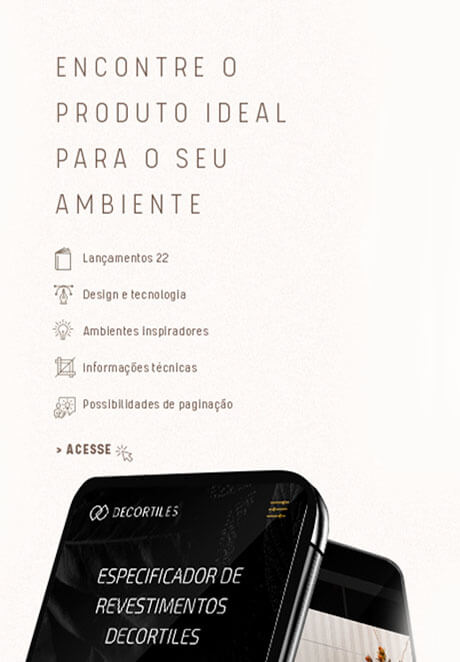 ENCONTRE O
PRODUTO IDEAL
PARA O SEU
AMBIENTE
Lançamentos 22
Design e tecnologia
Ambientes inspiradores
Informações técnicas
Possibilidades de paginação
> ACESSE
DECORTILES
ESPECIFICADOR DE
REVESTIMENTOS
DECORTILES